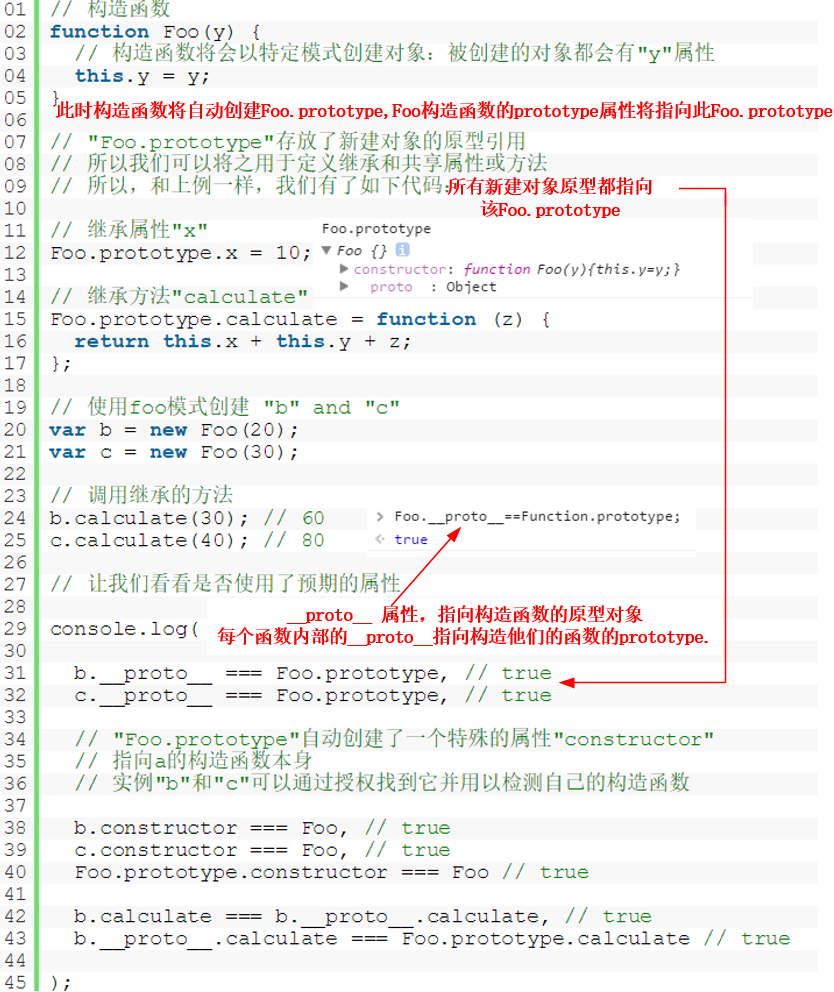 01 // 构造函数
02 function Foo(y) {
03 // 构造函数将会以特定模式创建对象：被创建的对象都会有"y"属性
04 this.y = y;
05 }
此时构造函数将自动创建Foo.prototype,Foo构造函数的prototype属性将指向此Foo.prototype
06
07 // "Foo.prototype"存放了新建对象的原型引用
08 // 所以我们可以将之用于定义继承和共享属性或方法
09 // 所以，和上例一样，我们有了如下代码：
所有新建对象原型都指向
该Foo.prototype
10
11 // 继承属性"x"
12 Foo.prototype.x = 10;
13
Foo.prototype
▼ Foo {} i
▶ constructor: function Foo(y){this.y=y;}
▶ proto : Object
14 // 继承方法"calculate"
15 Foo.prototype.calculate = function (z) {
16 return this.x + this.y + z;
17 };
18
19 // 使用foo模式创建 "b" and "c"
20 var b = new Foo(20);
21 var c = new Foo(30);
22
23 // 调用继承的方法
24 b.calculate(30); // 60
25 c.calculate(40); // 80
> Foo.__proto__==Function.prototype;
< true
26
27 // 让我们看看是否使用了预期的属性
28
29 console.log(
__proto__ 属性，指向构造函数的原型对象
每个函数内部的__proto__指向构造他们的函数的prototype.
30
31 b.__proto__ === Foo.prototype, // true
32 c.__proto__ === Foo.prototype, // true
33
34 // "Foo.prototype"自动创建了一个特殊的属性"constructor"
35 // 指向a的构造函数本身
36 // 实例"b"和"c"可以通过授权找到它并用以检测自己的构造函数
37
38 b.constructor === Foo, // true
39 c.constructor === Foo, // true
40 Foo.prototype.constructor === Foo // true
41
42 b.calculate === b.__proto__.calculate, // true
43 b.__proto__.calculate === Foo.prototype.calculate // true
44
45 );